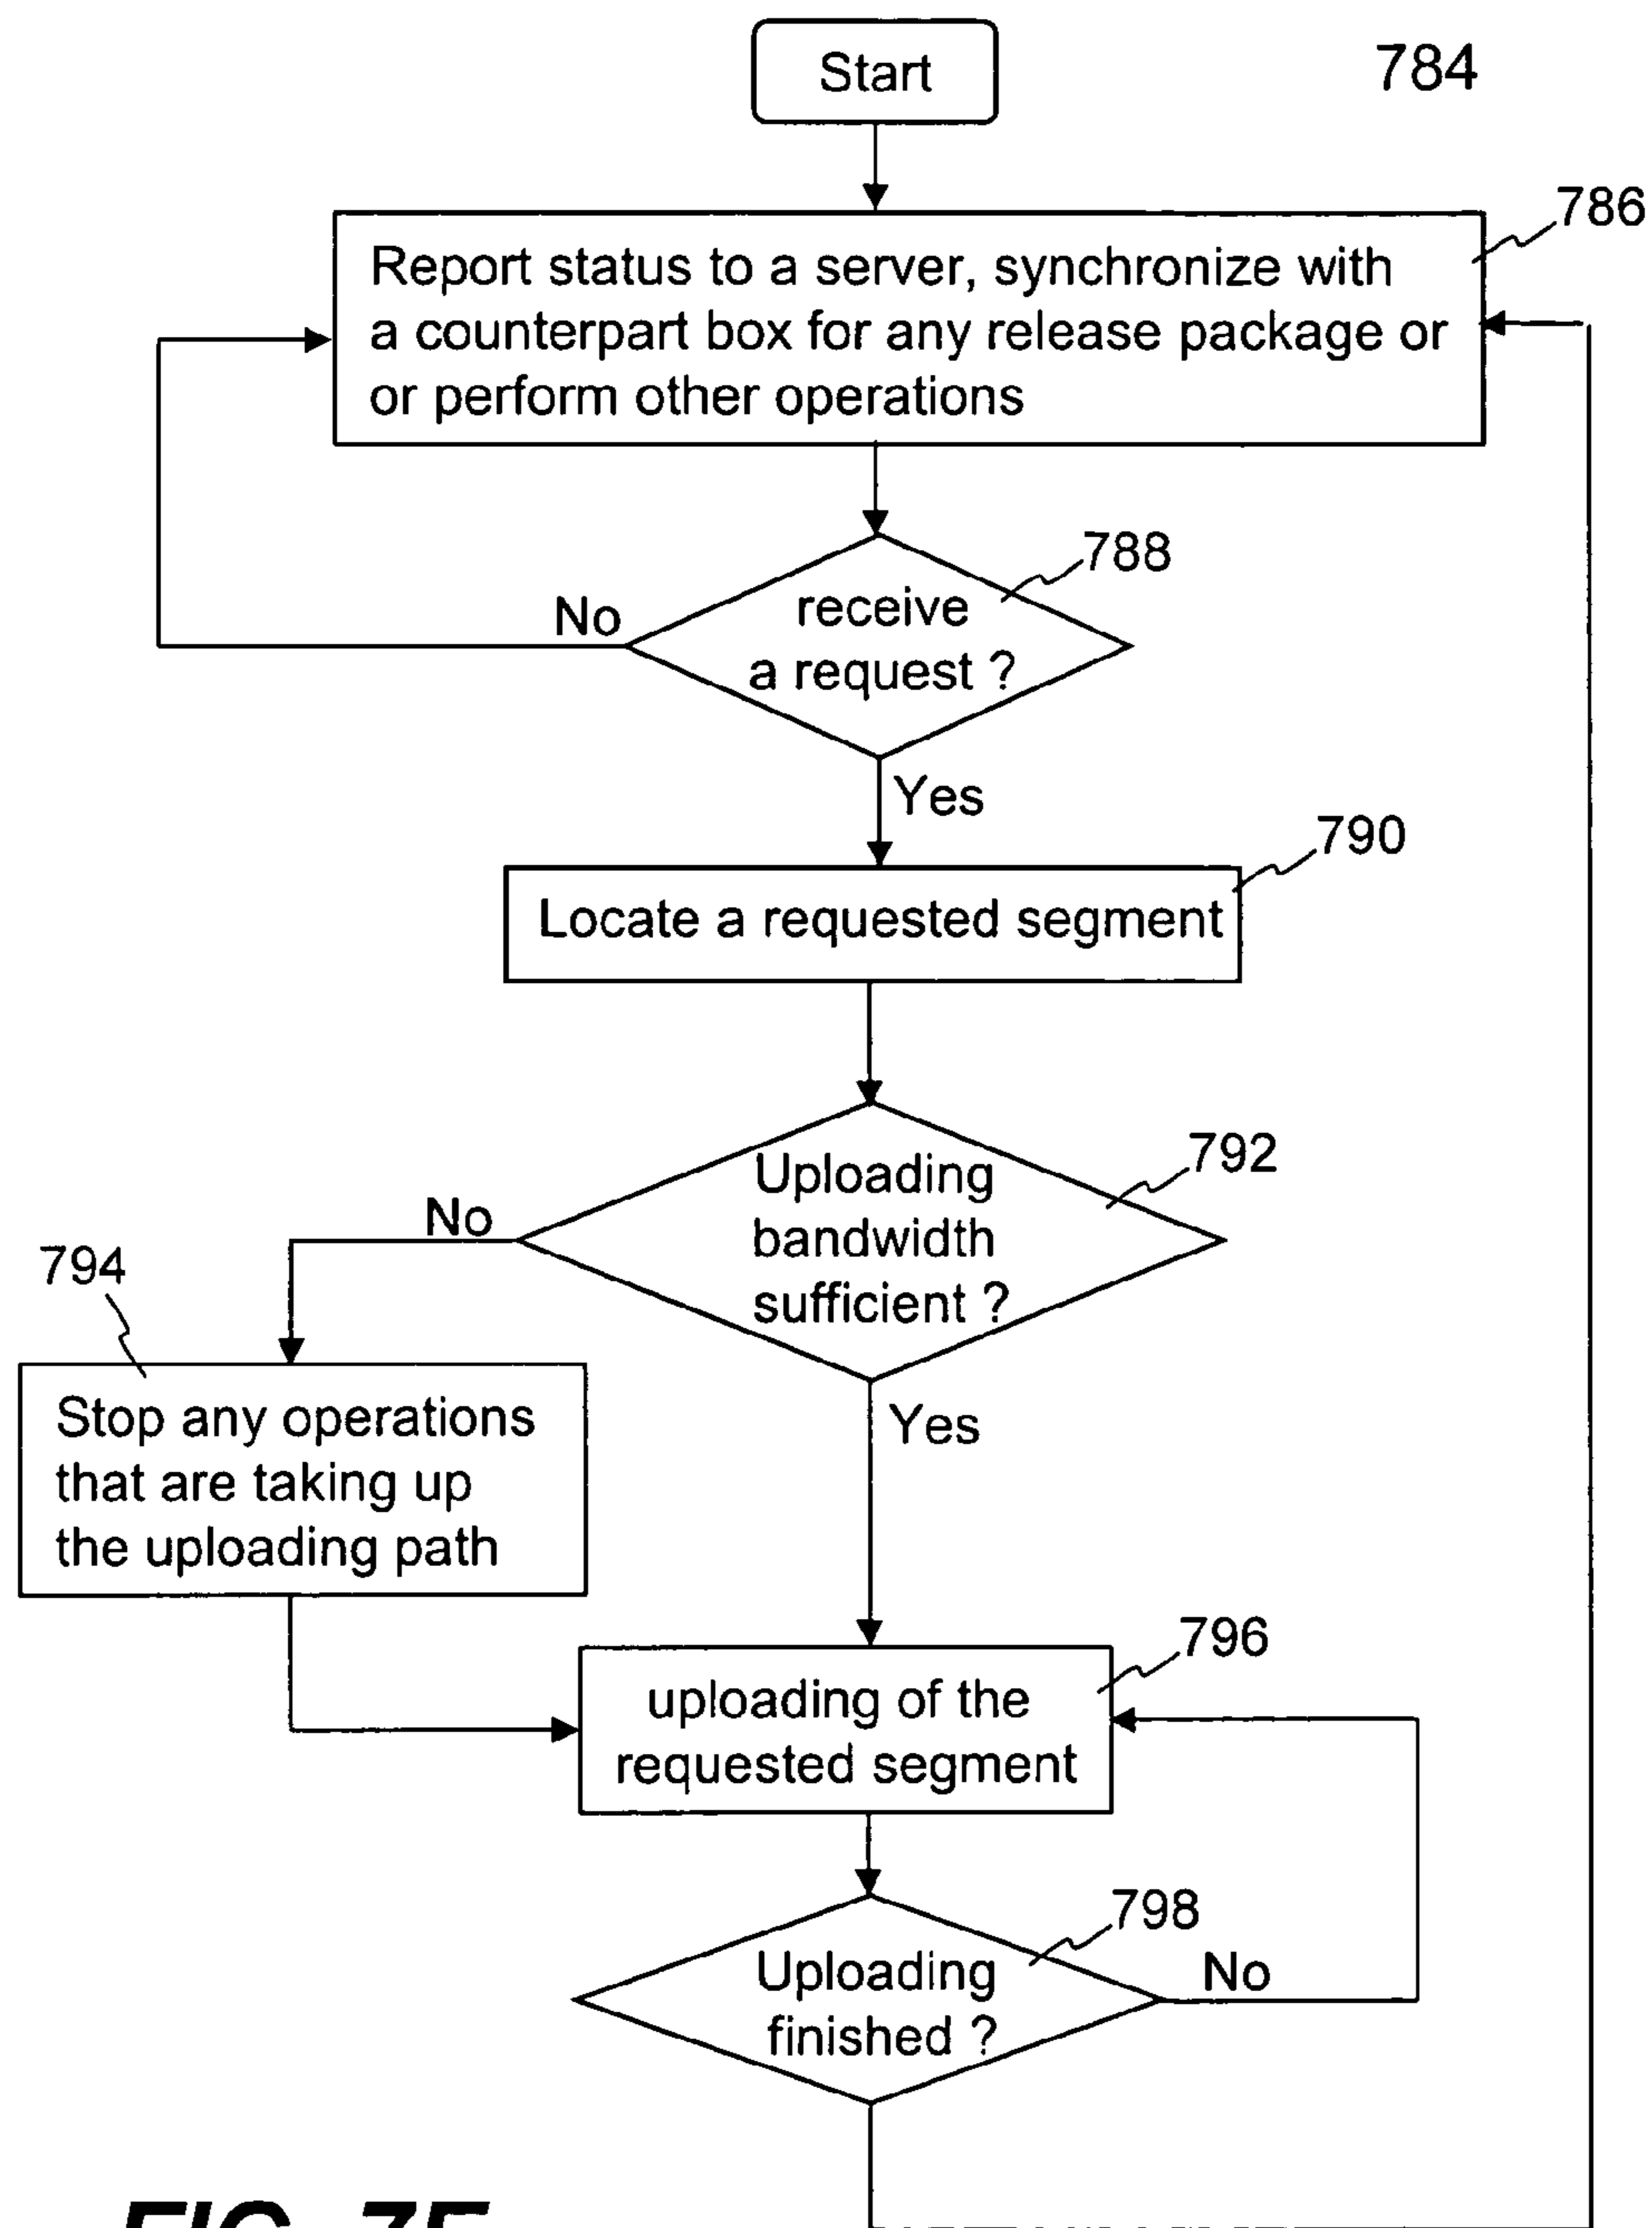 Start
784
786
Report status to a server, synchronize with
a counterpart box for any release package or
or perform other operations
788
No
receive
a request ?
Yes
790
Locate a requested segment
792
Uploading
bandwidth
sufficient ?
No
794
Yes
Stop any operations
that are taking up
the uploading path
796
uploading of the
requested segment
798
Uploading
finished ?
No